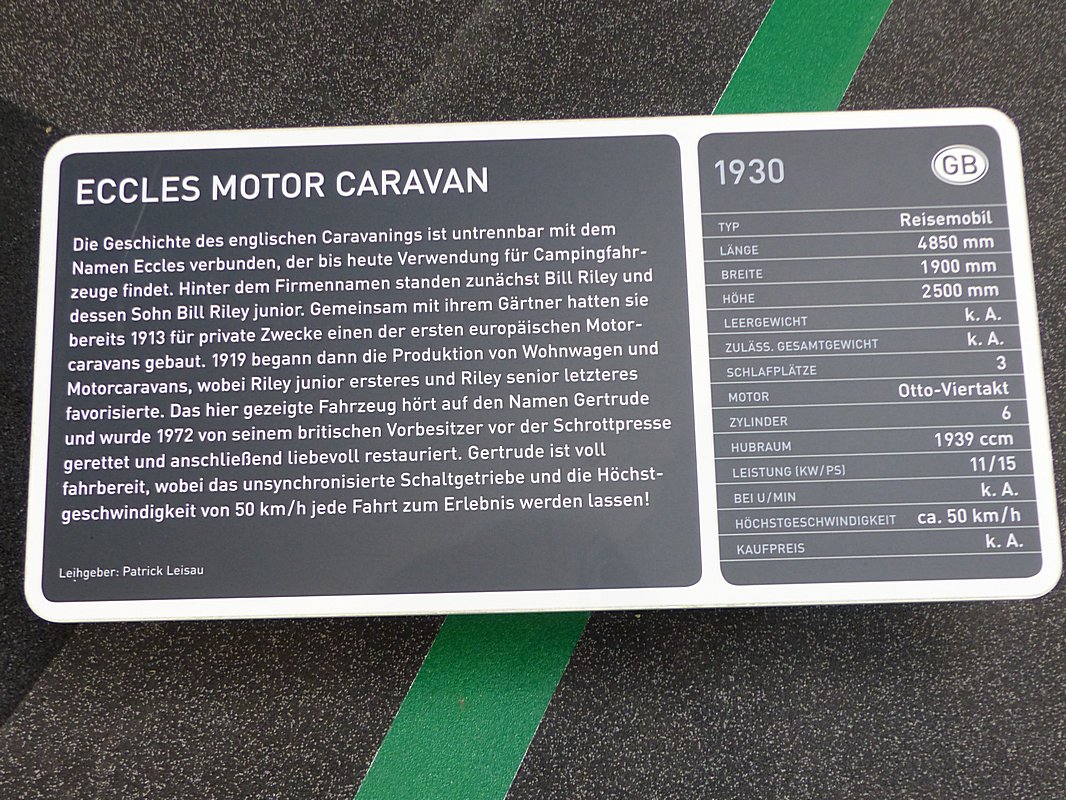 ECCLES MOTOR CARAVAN
Die Geschichte des englischen Caravanings ist untrennbar mit dem
Namen Eccles verbunden, der bis heute Verwendung für Campingfahr-
zeuge findet. Hinter dem Firmennamen standen zunächst Bill Riley und
dessen Sohn Bill Riley junior. Gemeinsam mit ihrem Gärtner hatten sie
bereits 1913 für private Zwecke einen der ersten europäischen Motor-
caravans gebaut. 1919 begann dann die Produktion von Wohnwagen und
Motorcaravans, wobei Riley junior ersteres und Riley senior letzteres
favorisierte. Das hier gezeigte Fahrzeug hört auf den Namen Gertrude
und wurde 1972 von seinem britischen Vorbesitzer vor der Schrottpresse
gerettet und anschließend liebevoll restauriert. Gertrude ist voll
fahrbereit, wobei das unsynchronisierte Schaltgetriebe und die Höchst-
geschwindigkeit von 50 km/h jede Fahrt zum Erlebnis werden lassen!
Leihgeber: Patrick Leisau
1930 GB
TYP Reisemobil
LÄNGE 4850 mm
BREITE 1900 mm
HÖHE 2500 mm
LEERGEWICHT k. A.
ZULÄSS. GESAMTGEWICHT k. A.
SCHLAFPLÄTZE 3
MOTOR Otto-Viertakt
ZYLINDER 6
HUBRAUM 1939 ccm
LEISTUNG (KW/PS) 11/15
BEI U/MIN k. A.
HÖCHSTGESCHWINDIGKEIT ca. 50 km/h
KAUFPREIS k. A.